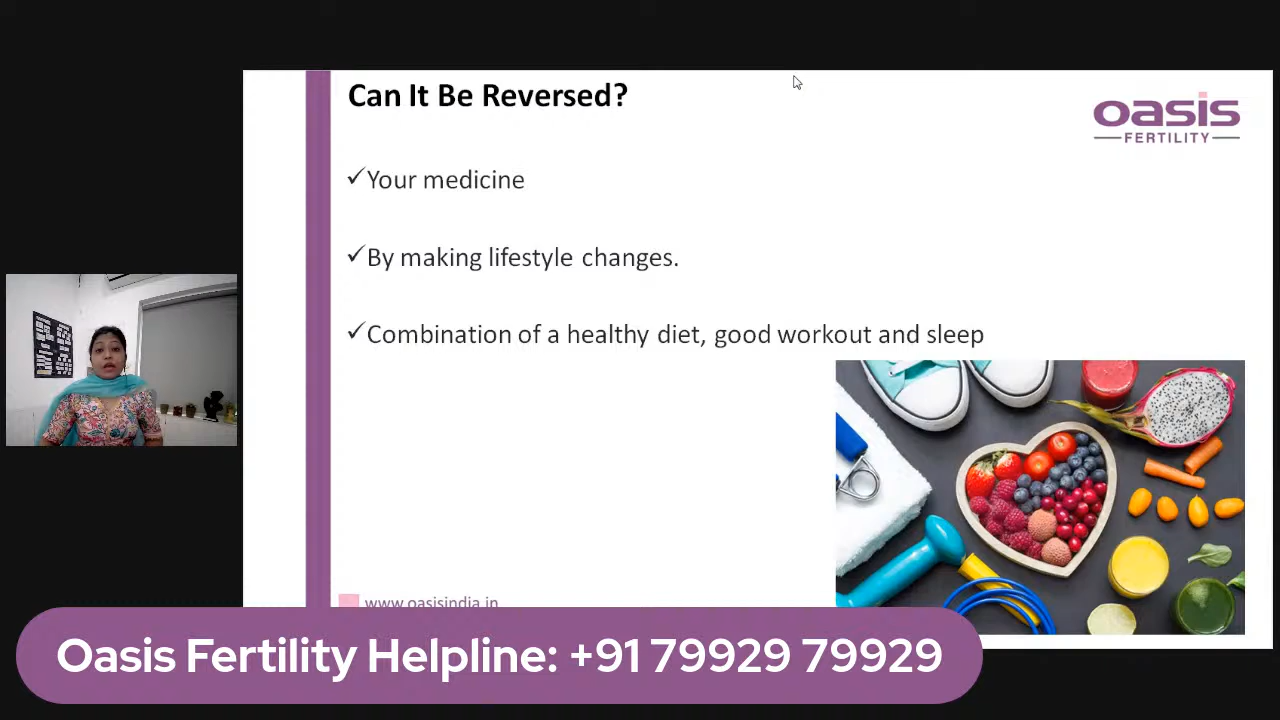 Can It Be Reversed?
oasis
FERTILITY
✓Your medicine
✓By making lifestyle changes.
✓Combination of a healthy diet, good workout and sleep
www.oasisindia.in
Oasis Fertility Helpline: +91 79929 79929